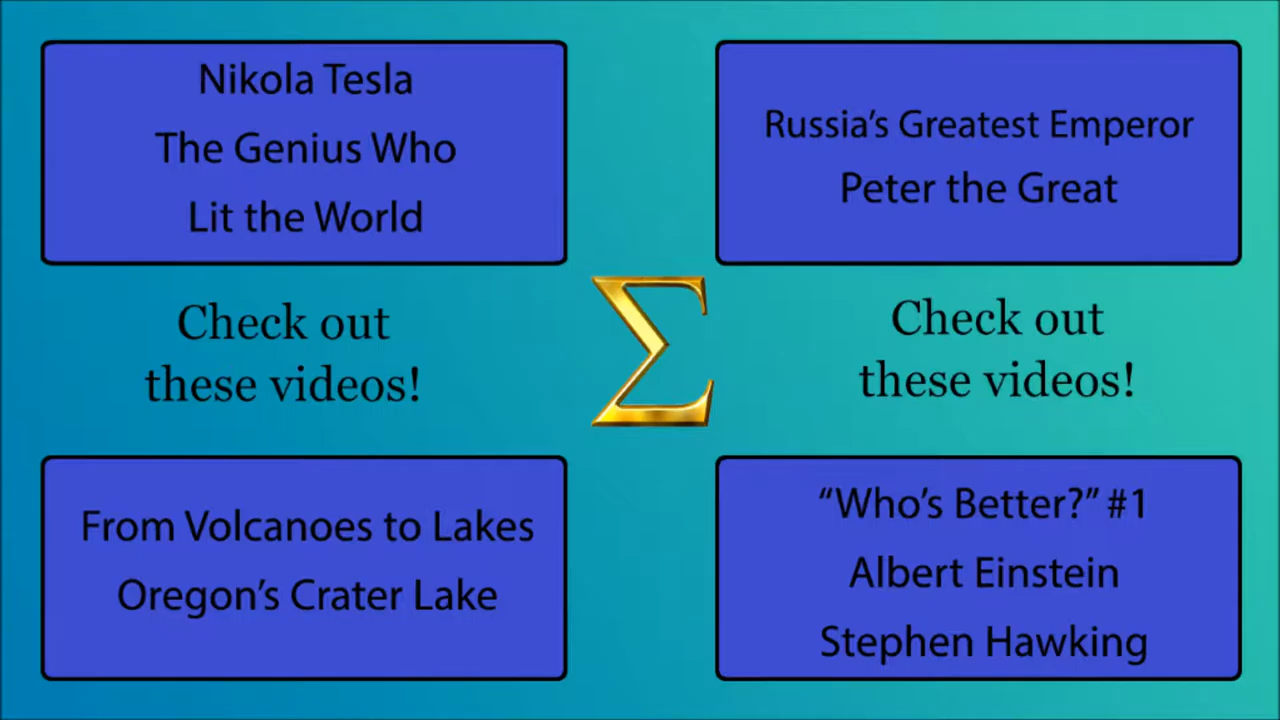 Nikola Tesla
The Genius Who
Lit the World
Russia’s Greatest Emperor
Peter the Great
Check out
these videos!
Σ
Check out
these videos!
From Volcanoes to Lakes
Oregon’s Crater Lake
“Who’s Better?” #1
Albert Einstein
Stephen Hawking